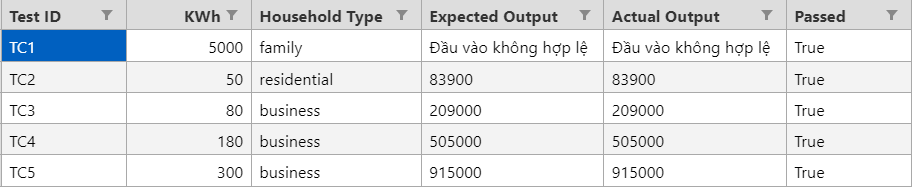 Test ID KWh Household Type Expected Output Actual Output Passed
TC1 5000 family Đầu vào không hợp lệ Đầu vào không hợp lệ True
TC2 50 residential 83900 83900 True
TC3 80 business 209000 209000 True
TC4 180 business 505000 505000 True
TC5 300 business 915000 915000 True